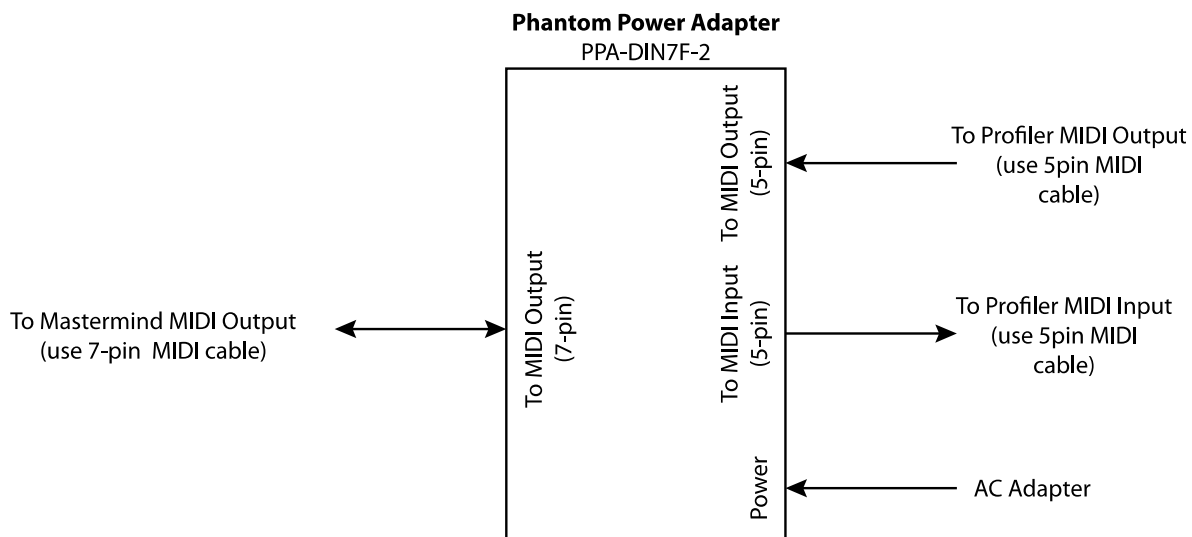 Phantom Power Adapter
PPA-DIN7F-2
To MIDI Output
(5-pin)
To Profiler MIDI Output
(use 5pin MIDI
cable)
To Mastermind MIDI Output
(use 7-pin MIDI cable)
To MIDI Output
(7-pin)
To MIDI Input
(5-pin)
To Profiler MIDI Input
(use 5pin MIDI
cable)
Power
AC Adapter